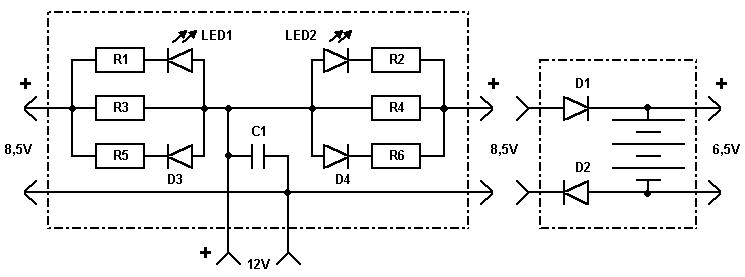 LED1 LED2
R1 R2
+ + D1 +
R3 R4
8,5V C1 8,5V 6,5V
R5 R6
D3 D4 D2
+ 12V